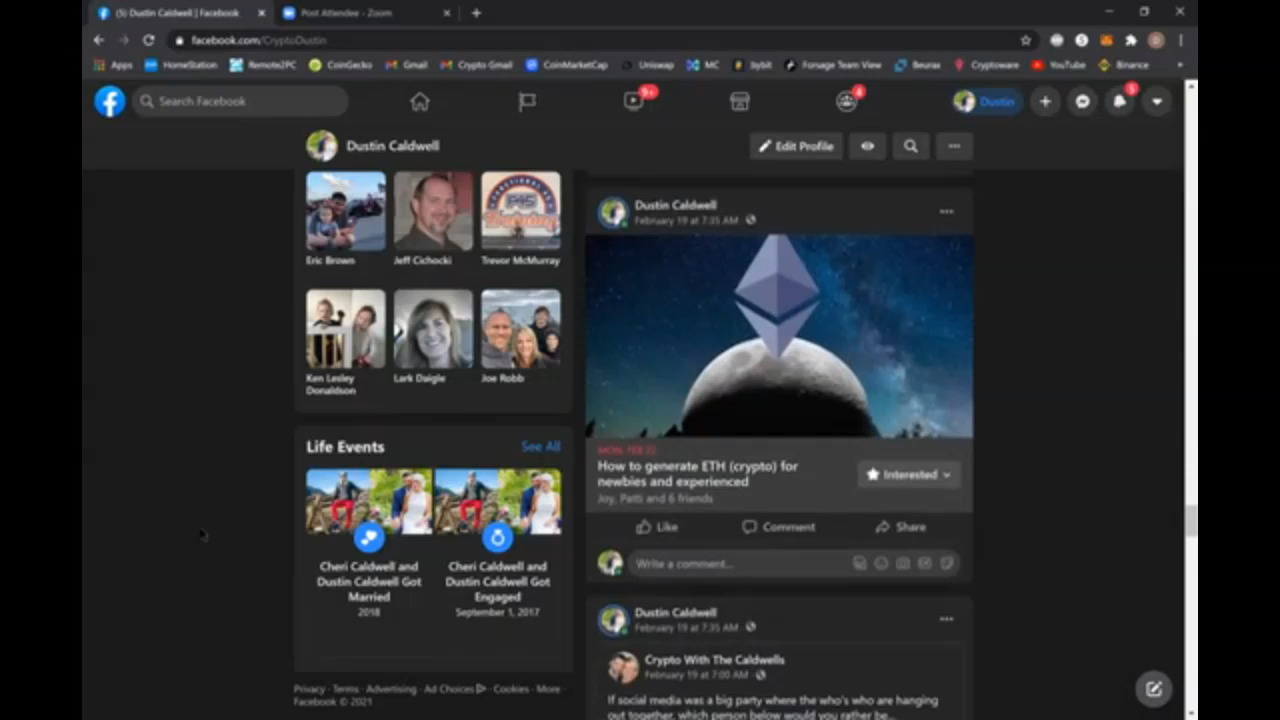 (5) Dustin Caldwell | Facebook
Post Attendee - Zoom
facebook.com/CryptoDustin
Apps HomeStation Remote2PC CoinGecko Gmail Crypto Gmail CoinMarketCap Uniswap MC bybit Forsage Team View Beurax Cryptoware YouTube Binance
Search Facebook
9+
4
Dustin
5
Dustin Caldwell
Edit Profile
Eric Brown
Jeff Cichocki
Trevor McMurray
Ken Lesley
Donaldson
Lark Daigle
Joe Robb
Life Events
See All
Cheri Caldwell and
Dustin Caldwell Got
Married
2018
Cheri Caldwell and
Dustin Caldwell Got
Engaged
September 1, 2017
Privacy · Terms · Advertising · Ad Choices · Cookies · More ·
Facebook © 2021
Dustin Caldwell
February 19 at 7:35 AM ·
MON, FEB 22
How to generate ETH (crypto) for
newbies and experienced
Joy, Patti and 6 friends
Interested
Like
Comment
Share
Write a comment...
Dustin Caldwell
February 19 at 7:35 AM ·
Crypto With The Caldwells
February 19 at 7:00 AM ·
If social media was a big party where the who's who are hanging
out together, which person below would you rather be...